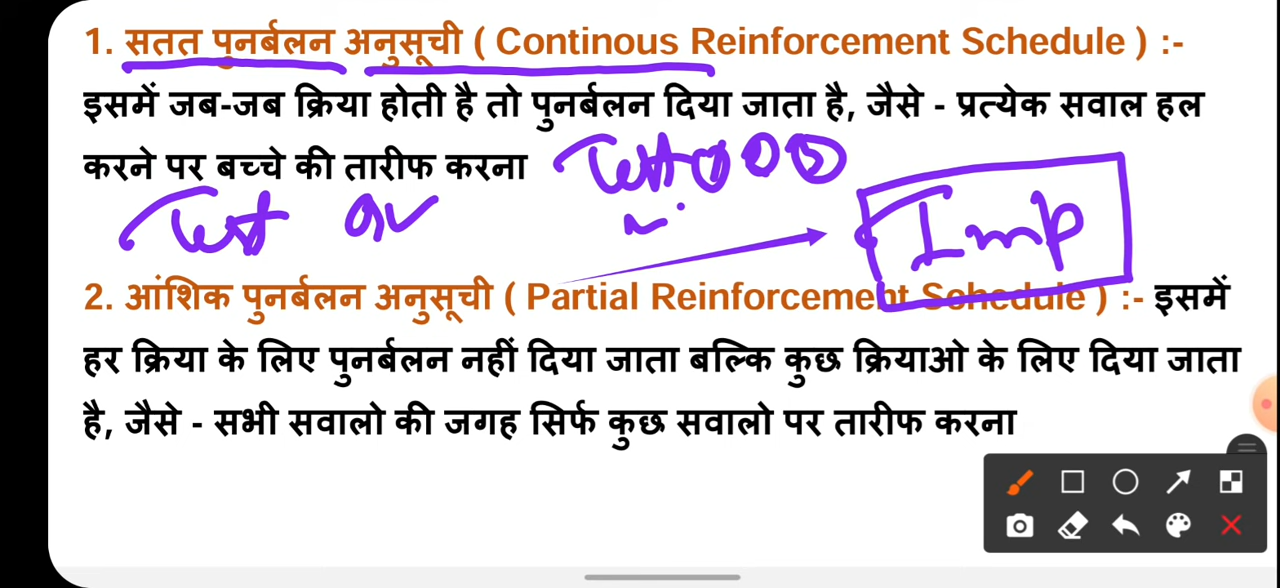 1. सतत पुनर्बलन अनुसूची ( Continous Reinforcement Schedule ) :-
इसमें जब-जब क्रिया होती है तो पुनर्बलन दिया जाता है, जैसे - प्रत्येक सवाल हल
करने पर बच्चे की तारीफ करना
Test
Test
Imp
2. आंशिक पुनर्बलन अनुसूची ( Partial Reinforcement Schedule ) :- इसमें
हर क्रिया के लिए पुनर्बलन नहीं दिया जाता बल्कि कुछ क्रियाओ के लिए दिया जाता
है, जैसे - सभी सवालो की जगह सिर्फ कुछ सवालो पर तारीफ करना